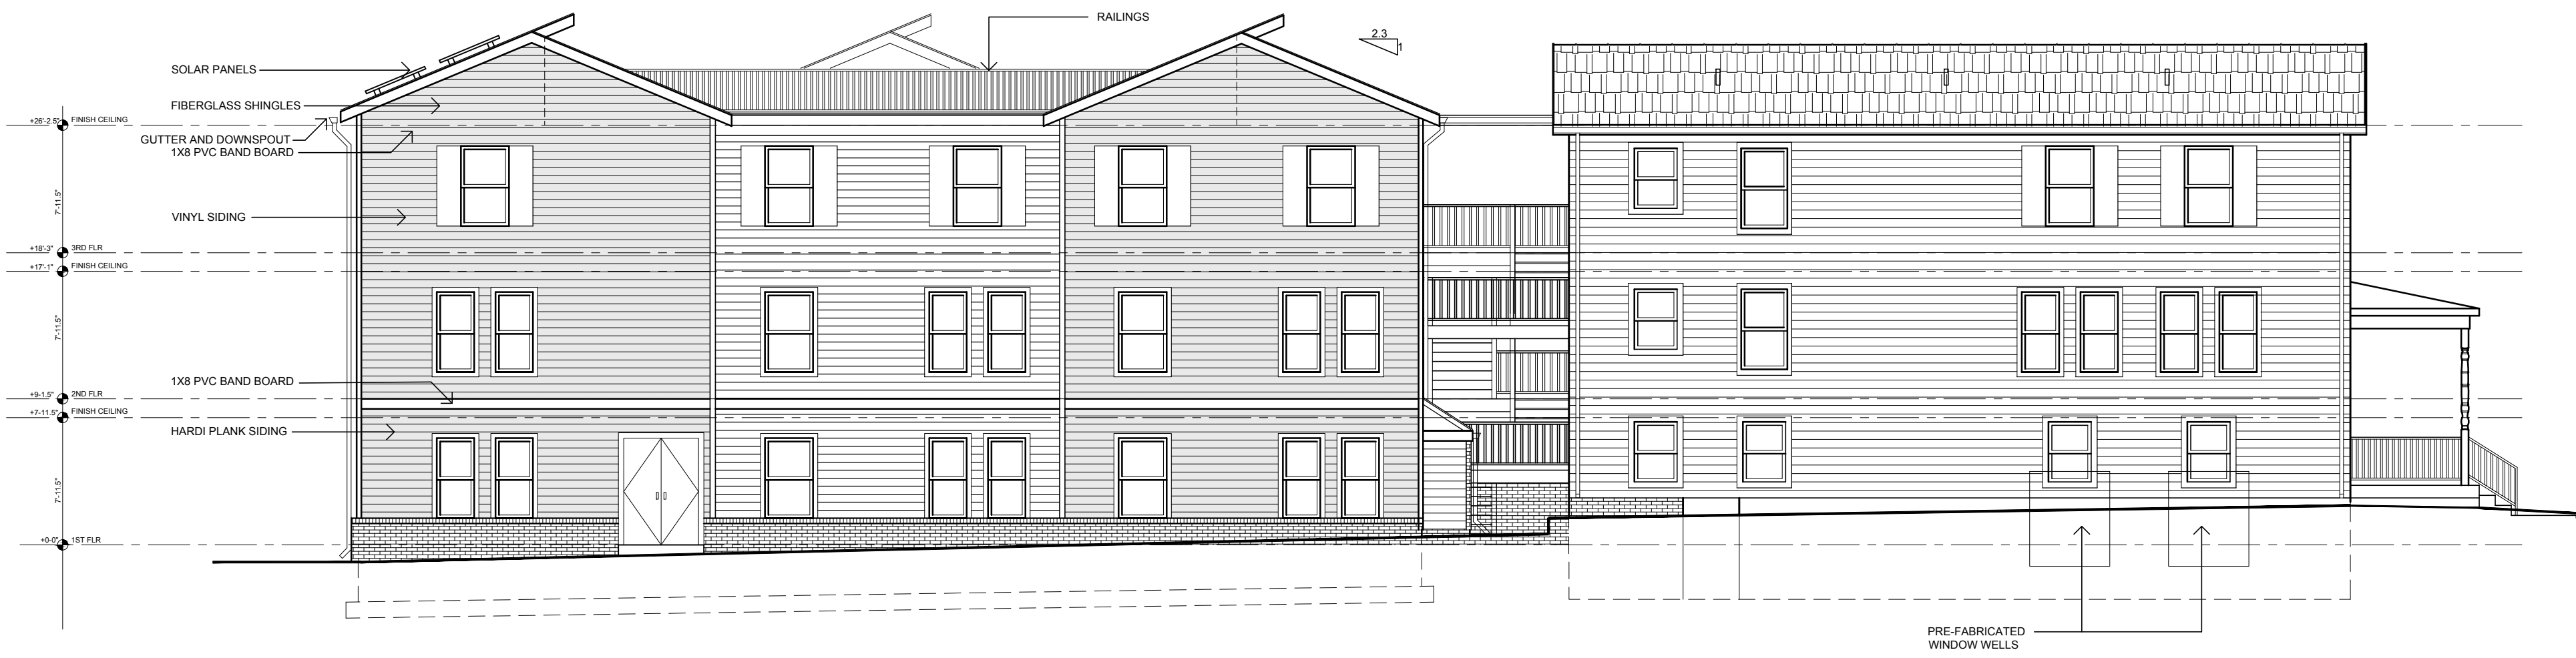 RAILINGS
2.3
1
SOLAR PANELS
FIBERGLASS SHINGLES
+26'-2.5" FINISH CEILING
GUTTER AND DOWNSPOUT
1X8 PVC BAND BOARD
7'-11.5"
VINYL SIDING
+18'-3" 3RD FLR
+17'-1" FINISH CEILING
7'-11.5"
1X8 PVC BAND BOARD
+9-1.5" 2ND FLR
+7-11.5" FINISH CEILING
HARDI PLANK SIDING
7'-11.5"
+0-0" 1ST FLR
PRE-FABRICATED
WINDOW WELLS